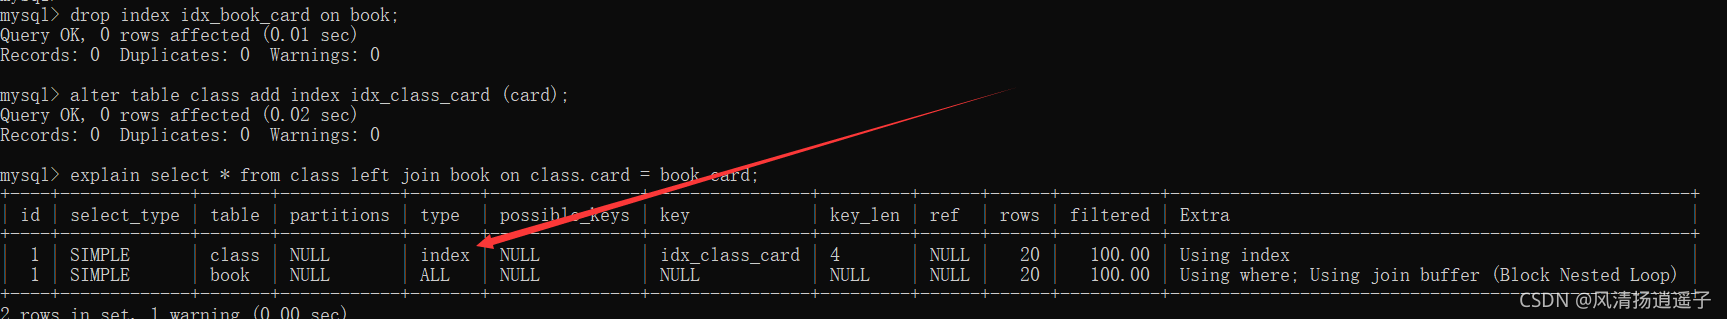 mysql> drop index idx_book_card on book;
Query OK, 0 rows affected (0.01 sec)
Records: 0  Duplicates: 0  Warnings: 0
mysql> alter table class add index idx_class_card (card);
Query OK, 0 rows affected (0.02 sec)
Records: 0  Duplicates: 0  Warnings: 0
mysql> explain select * from class left join book on class.card = book.card;
| id | select_type | table | partitions | type | possible_keys | key | key_len | ref | rows | filtered | Extra |
| 1 | SIMPLE | class | NULL | index | NULL | idx_class_card | 4 | NULL | 20 | 100.00 | Using index |
| 1 | SIMPLE | book | NULL | ALL | NULL | NULL | NULL | NULL | 20 | 100.00 | Using where; Using join buffer (Block Nested Loop) |
2 rows in set, 1 warning (0.00 sec)
CSDN @风清扬逍遥子